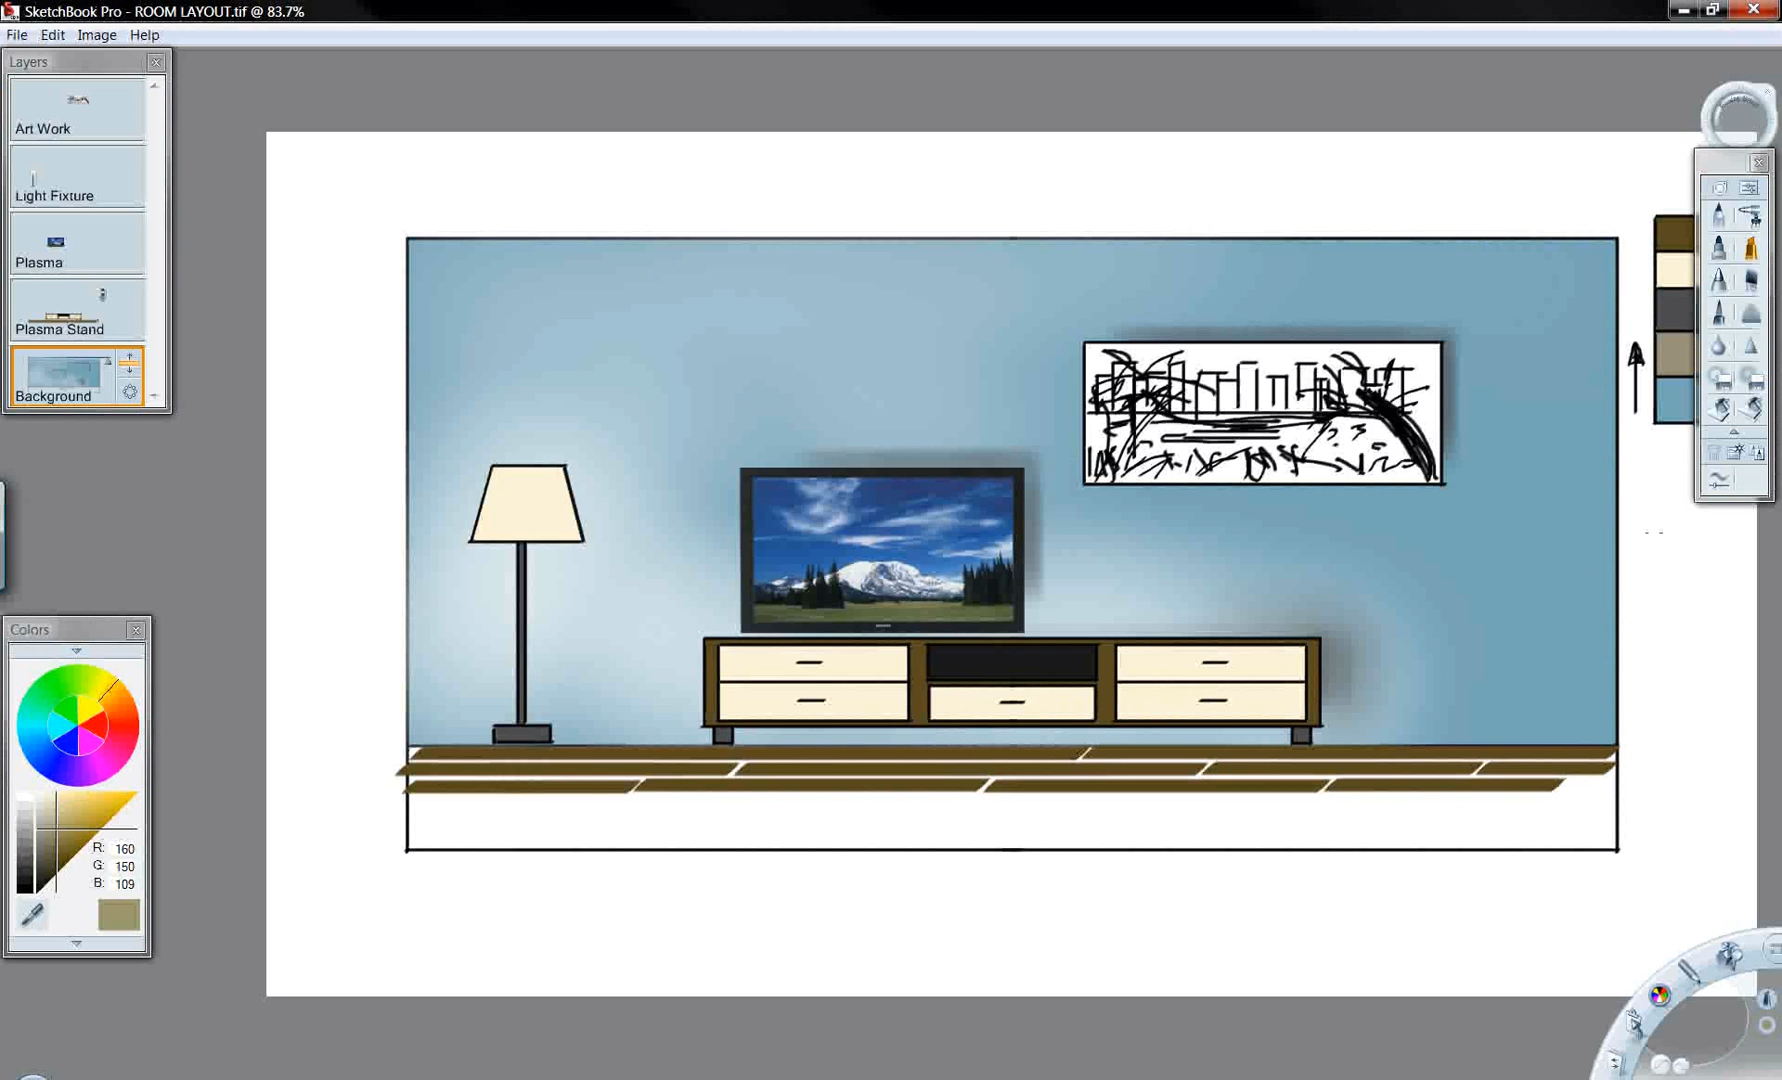 SketchBook Pro - ROOM LAYOUT.tif @ 83.7%
File Edit Image Help
Layers
Art Work
Light Fixture
Plasma
Plasma Stand
Background
Colors
R: 160
G: 150
B: 109